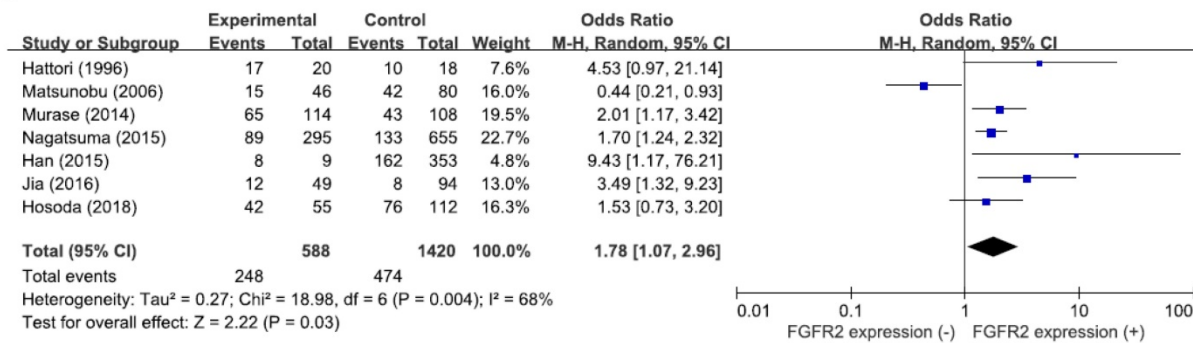 Experimental Control Odds Ratio Odds Ratio
Study or Subgroup Events Total Events Total Weight M-H, Random, 95% CI M-H, Random, 95% CI
Hattori (1996) 17 20 10 18 7.6% 4.53 [0.97, 21.14]
Matsunobu (2006) 15 46 42 80 16.0% 0.44 [0.21, 0.93]
Murase (2014) 65 114 43 108 19.5% 2.01 [1.17, 3.42]
Nagatsuma (2015) 89 295 133 655 22.7% 1.70 [1.24, 2.32]
Han (2015) 8 9 162 353 4.8% 9.43 [1.17, 76.21]
Jia (2016) 12 49 8 94 13.0% 3.49 [1.32, 9.23]
Hosoda (2018) 42 55 76 112 16.3% 1.53 [0.73, 3.20]
Total (95% CI) 588 1420 100.0% 1.78 [1.07, 2.96]
Total events 248 474
Heterogeneity: Tau² = 0.27; Chi² = 18.98, df = 6 (P = 0.004); I² = 68%
Test for overall effect: Z = 2.22 (P = 0.03)
0.01 0.1 1 10 100
FGFR2 expression (-) FGFR2 expression (+)